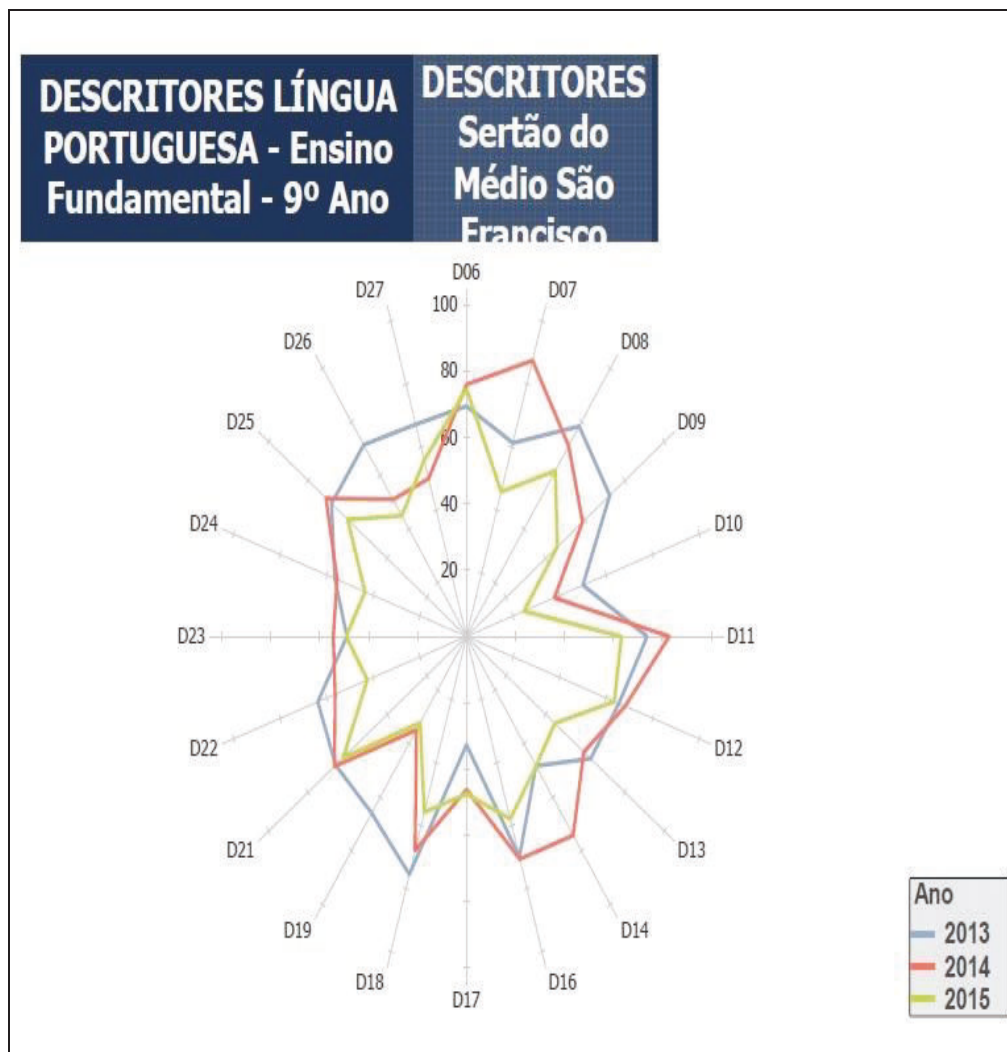 DESCRITORES LÍNGUA
PORTUGUESA - Ensino
Fundamental - 9º Ano
DESCRITORES
Sertão do
Médio São
Francisco
D06
D07
D08
D09
D10
D11
D12
D13
D14
D16
D17
D18
D19
D21
D22
D23
D24
D25
D26
D27
100
80
60
40
20
Ano
2013
2014
2015